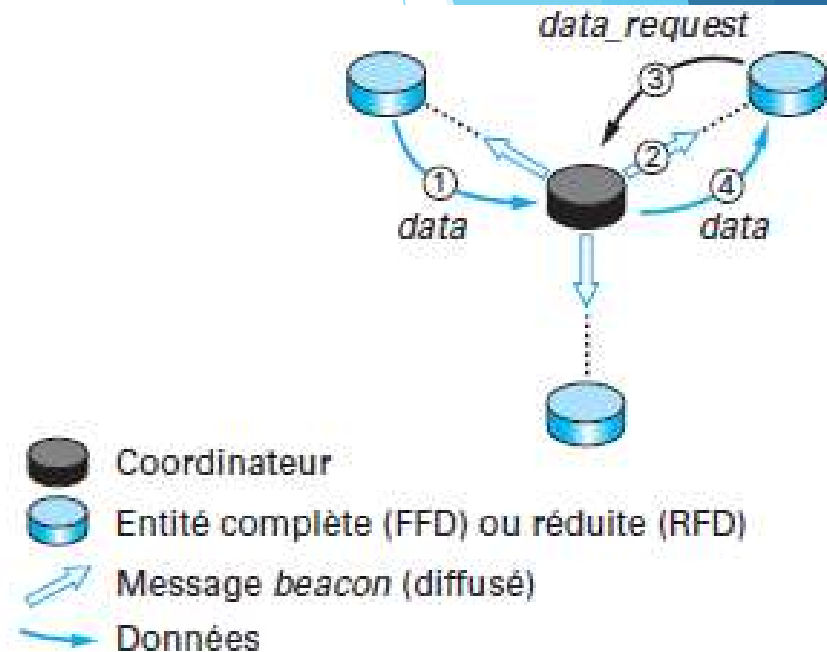 data_request
3
2
1
4
data
data
Coordinateur
Entité complète (FFD) ou réduite (RFD)
Message beacon (diffusé)
Données